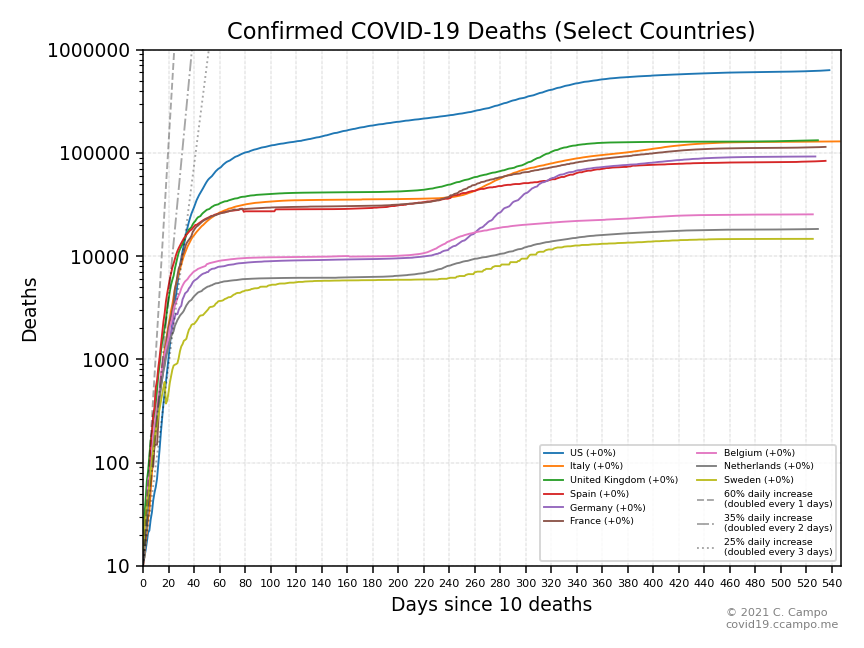 Confirmed COVID-19 Deaths (Select Countries)
1000000
100000
10000
1000
100
10
Deaths
US (+0%)
Italy (+0%)
United Kingdom (+0%)
Spain (+0%)
Germany (+0%)
France (+0%)
Belgium (+0%)
Netherlands (+0%)
Sweden (+0%)
60% daily increase
(doubled every 1 days)
35% daily increase
(doubled every 2 days)
25% daily increase
(doubled every 3 days)
0 20 40 60 80 100 120 140 160 180 200 220 240 260 280 300 320 340 360 380 400 420 440 460 480 500 520 540
Days since 10 deaths
© 2021 C. Campo
covid19.ccampo.me